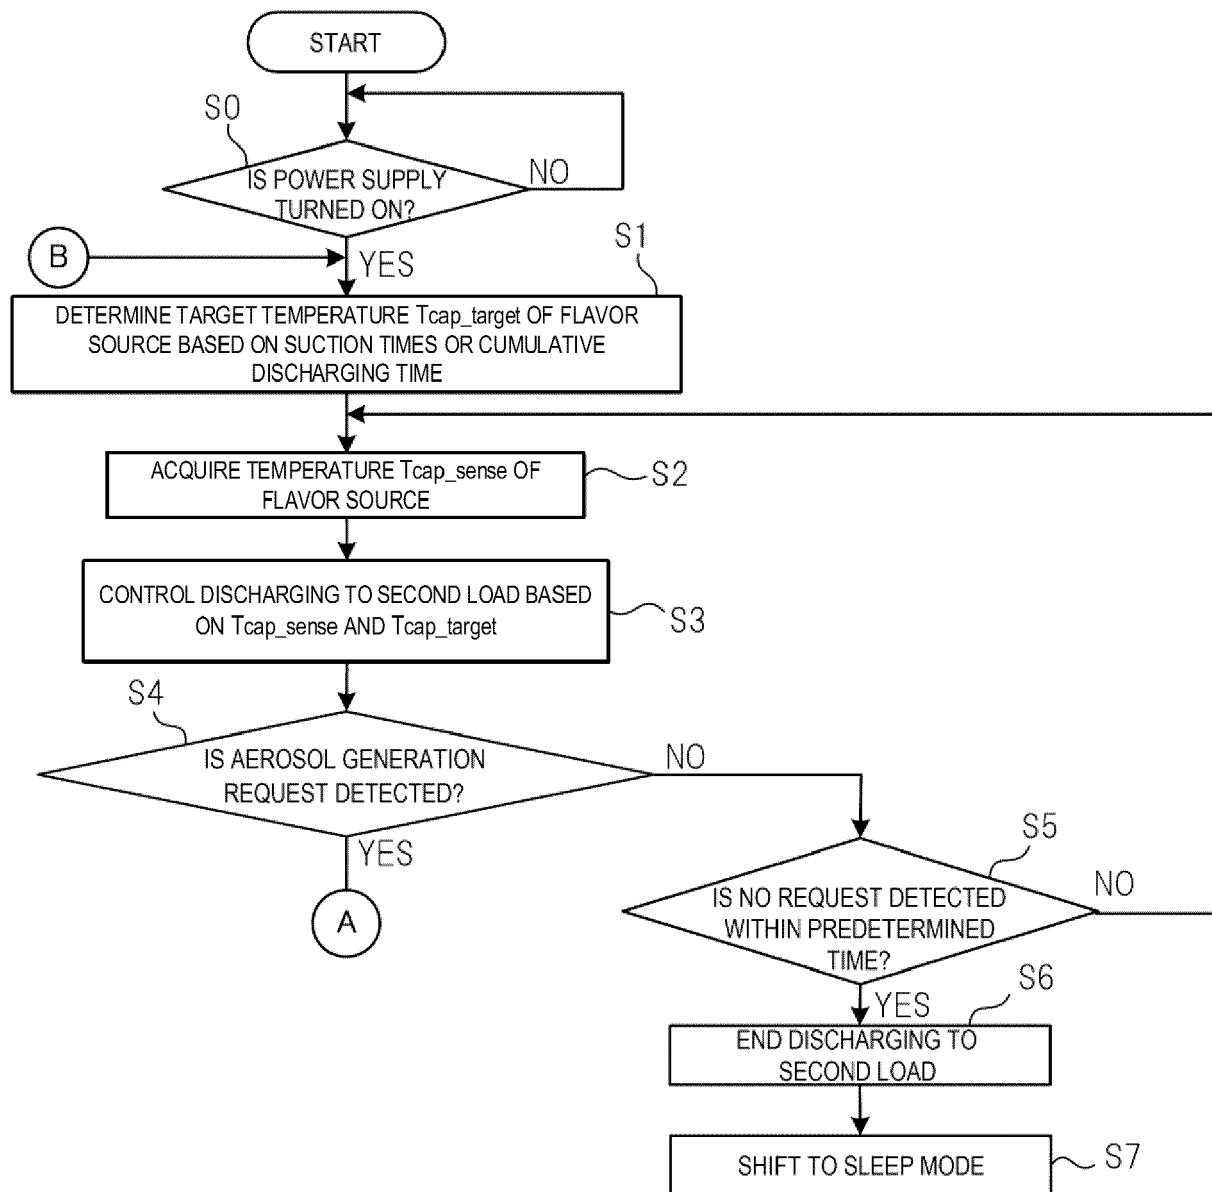 START
S0
IS POWER SUPPLY
TURNED ON?
NO
B
YES
S1
DETERMINE TARGET TEMPERATURE Tcap_target OF FLAVOR
SOURCE BASED ON SUCTION TIMES OR CUMULATIVE
DISCHARGING TIME
ACQUIRE TEMPERATURE Tcap_sense OF
FLAVOR SOURCE
S2
CONTROL DISCHARGING TO SECOND LOAD BASED
ON Tcap_sense AND Tcap_target
S3
S4
IS AEROSOL GENERATION
REQUEST DETECTED?
NO
YES
A
S5
IS NO REQUEST DETECTED
WITHIN PREDETERMINED
TIME?
NO
YES
S6
END DISCHARGING TO
SECOND LOAD
SHIFT TO SLEEP MODE
S7